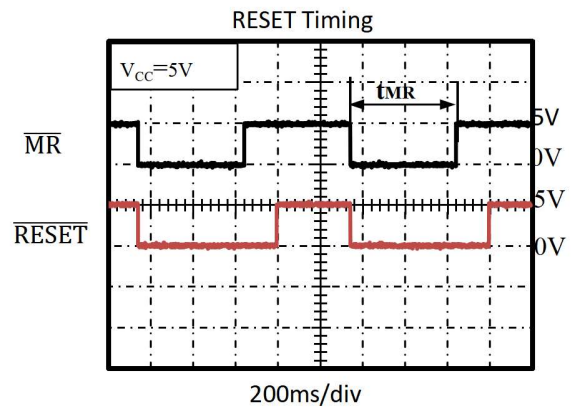 RESET Timing
VCC=5V
tMR
5V
MR
0V
5V
RESET
0V
200ms/div